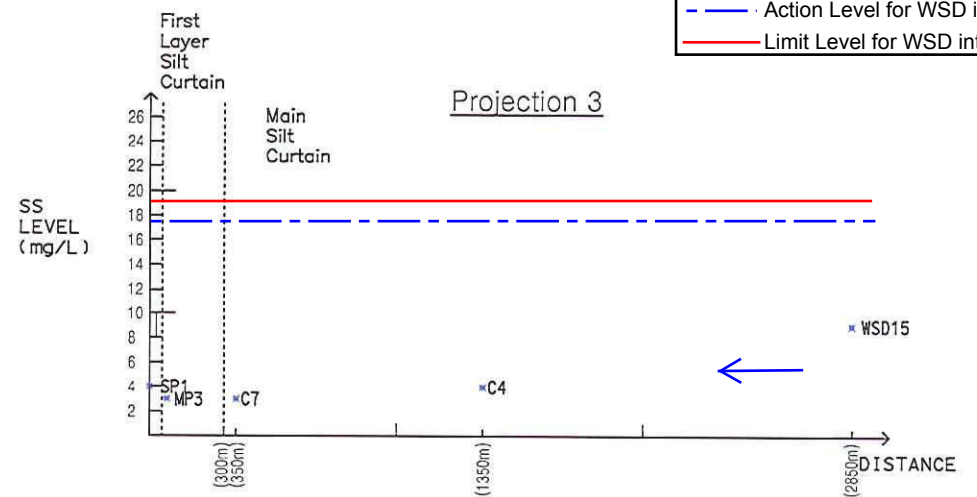 First
Layer
Silt
Curtain
Action Level for WSD i
Limit Level for WSD in
Projection 3
Main
Silt
Curtain
SS
LEVEL
(mg/L)
26
24
22
20
18
16
14
12
10
8
6
4
2
SP1
MP3
C7
C4
WSD15
(300m)
(350m)
(1350m)
(2850m)
DISTANCE